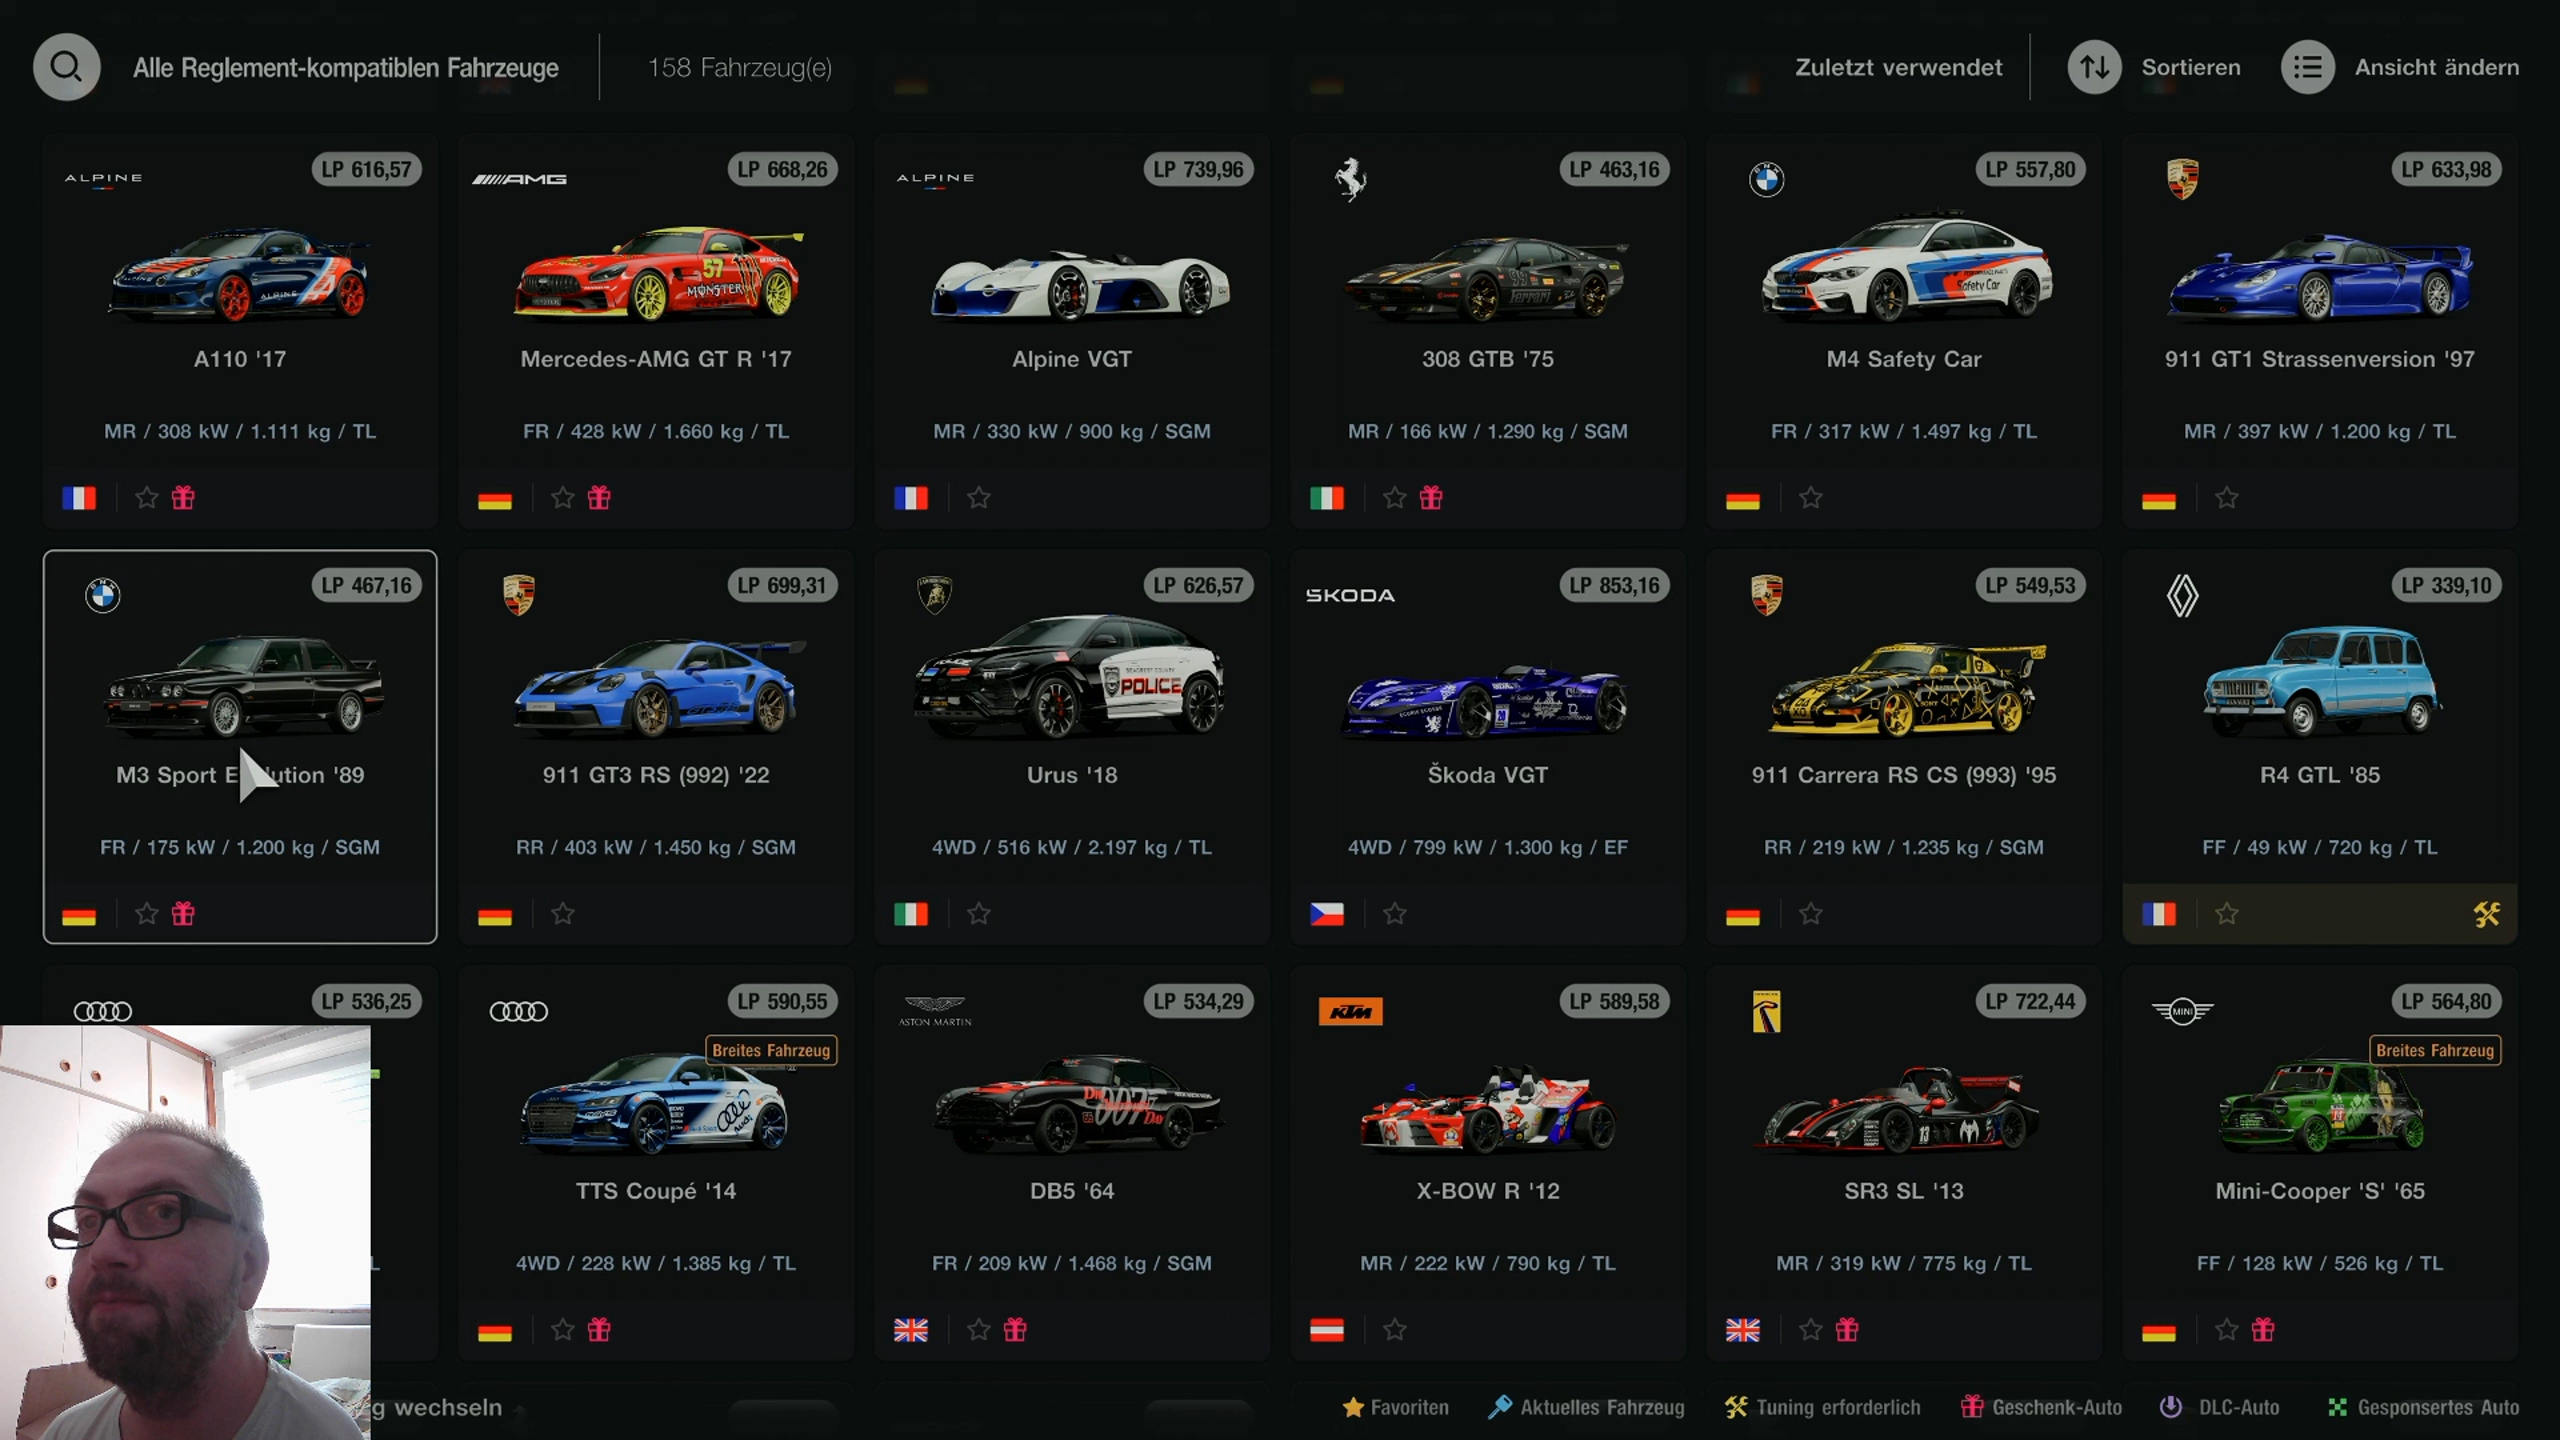 Alle Reglement-kompatiblen Fahrzeuge
158 Fahrzeug(e)
Zuletzt verwendet
Sortieren
Ansicht ändern
ALPINE
LP 616,57
A110 '17
MR / 308 kW / 1.111 kg / TL
AMG
LP 668,26
57
MONSTER
Mercedes-AMG GT R '17
FR / 428 kW / 1.660 kg / TL
ALPINE
LP 739,96
Alpine VGT
MR / 330 kW / 900 kg / SGM
LP 463,16
Ferrari
308 GTB '75
MR / 166 kW / 1.290 kg / SGM
LP 557,80
Safety Car
M4 Safety Car
FR / 317 kW / 1.497 kg / TL
LP 633,98
911 GT1 Strassenversion '97
MR / 397 kW / 1.200 kg / TL
LP 467,16
M3 Sport E ution '89
FR / 175 kW / 1.200 kg / SGM
LP 699,31
911 GT3 RS (992) '22
RR / 403 kW / 1.450 kg / SGM
LP 626,57
POLICE
Urus '18
4WD / 516 kW / 2.197 kg / TL
SKODA
LP 853,16
Škoda VGT
4WD / 799 kW / 1.300 kg / EF
LP 549,53
911 Carrera RS CS (993) '95
RR / 219 kW / 1.235 kg / SGM
LP 339,10
R4 GTL '85
FF / 49 kW / 720 kg / TL
LP 536,25
L
LP 590,55
Breites Fahrzeug
TTS Coupé '14
4WD / 228 kW / 1.385 kg / TL
ASTON MARTIN
LP 534,29
007
DB5 '64
FR / 209 kW / 1.468 kg / SGM
KTM
LP 589,58
X-BOW R '12
MR / 222 kW / 790 kg / TL
LP 722,44
13
SR3 SL '13
MR / 319 kW / 775 kg / TL
MINI
LP 564,80
Breites Fahrzeug
Mini-Cooper 'S' '65
FF / 128 kW / 526 kg / TL
g wechseln
Favoriten
Aktuelles Fahrzeug
Tuning erforderlich
Geschenk-Auto
DLC-Auto
Gesponsertes Auto